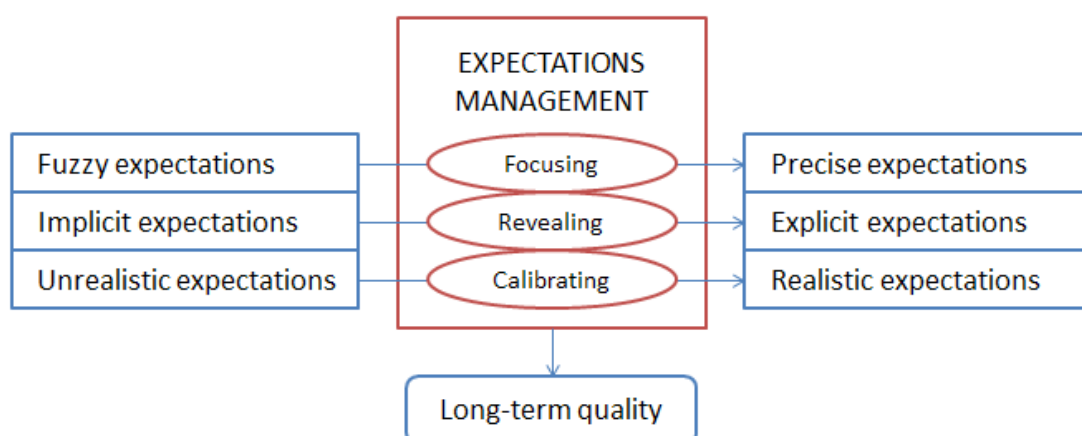 EXPECTATIONS
MANAGEMENT
Fuzzy expectations
Focusing
Precise expectations
Implicit expectations
Revealing
Explicit expectations
Unrealistic expectations
Calibrating
Realistic expectations
Long-term quality